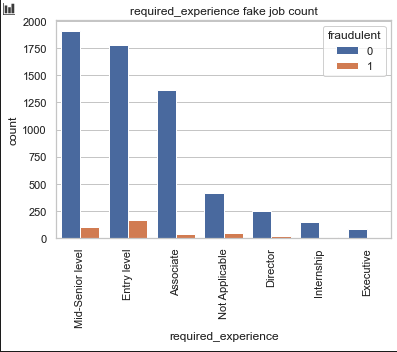 required_experience fake job count
fraudulent
0
1
2000
1750
1500
1250
1000
750
500
250
0
count
Mid-Senior level
Entry level
Associate
Not Applicable
Director
Internship
Executive
required_experience